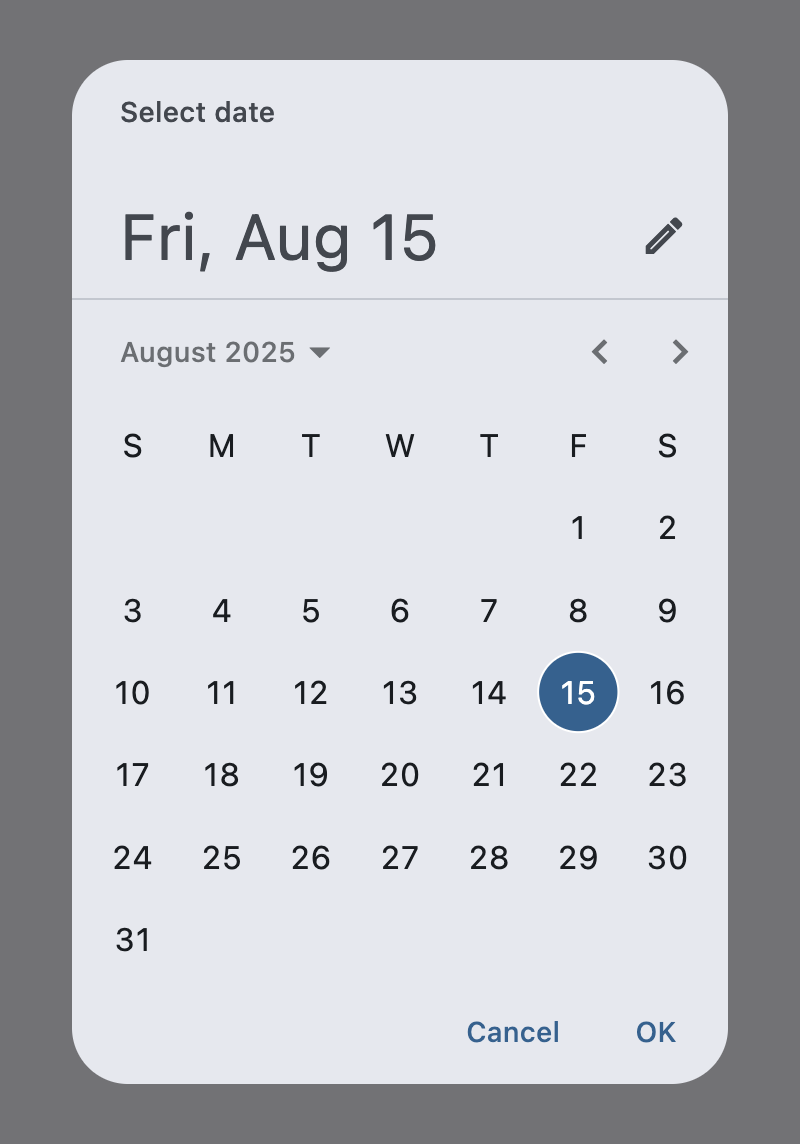 Select date
Fri, Aug 15
August 2025
S M T W T F S
1 2
3 4 5 6 7 8 9
10 11 12 13 14 15 16
17 18 19 20 21 22 23
24 25 26 27 28 29 30
31
Cancel OK